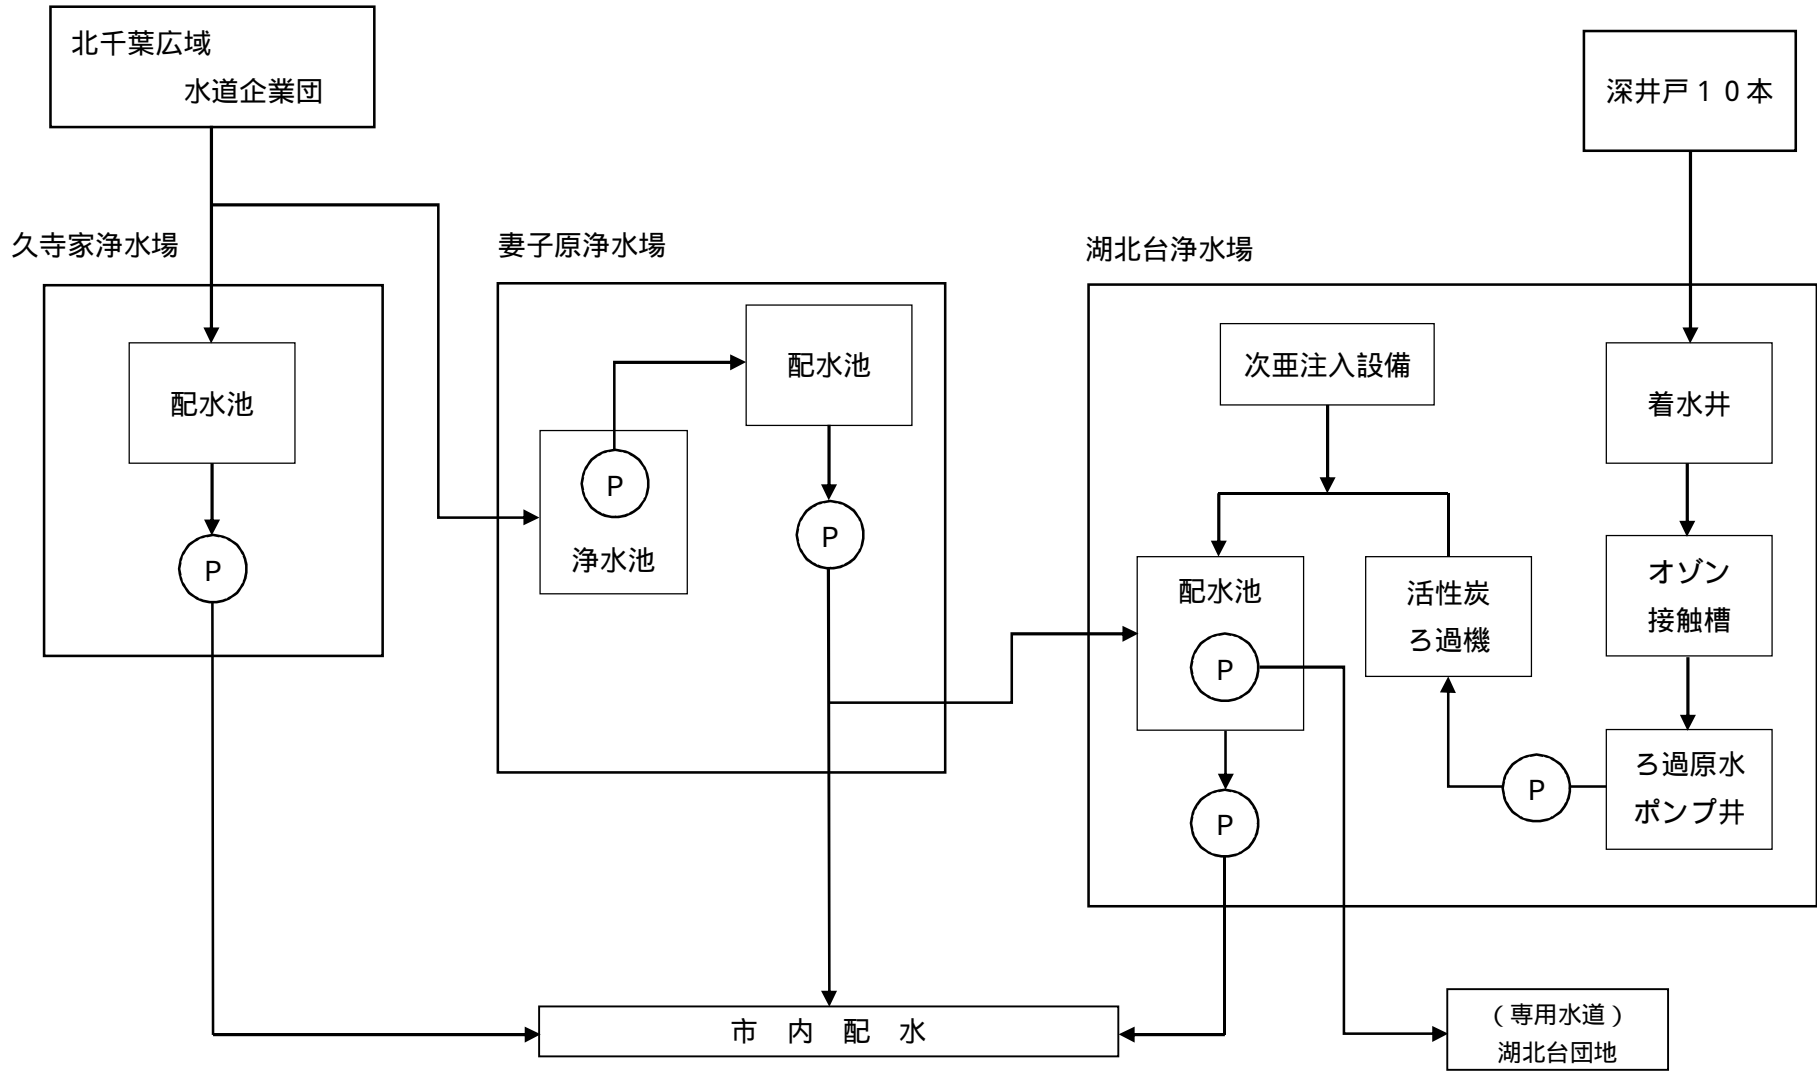 北千葉広域
水道企業団
深井戸１０本
久寺家浄水場
妻子原浄水場
湖北台浄水場
配水池
P
配水池
P
浄水池
P
次亜注入設備
着水井
配水池
P
活性炭
ろ過機
オゾン
接触槽
P
P
ろ過原水
ポンプ井
市 内 配 水
（専用水道）
湖北台団地